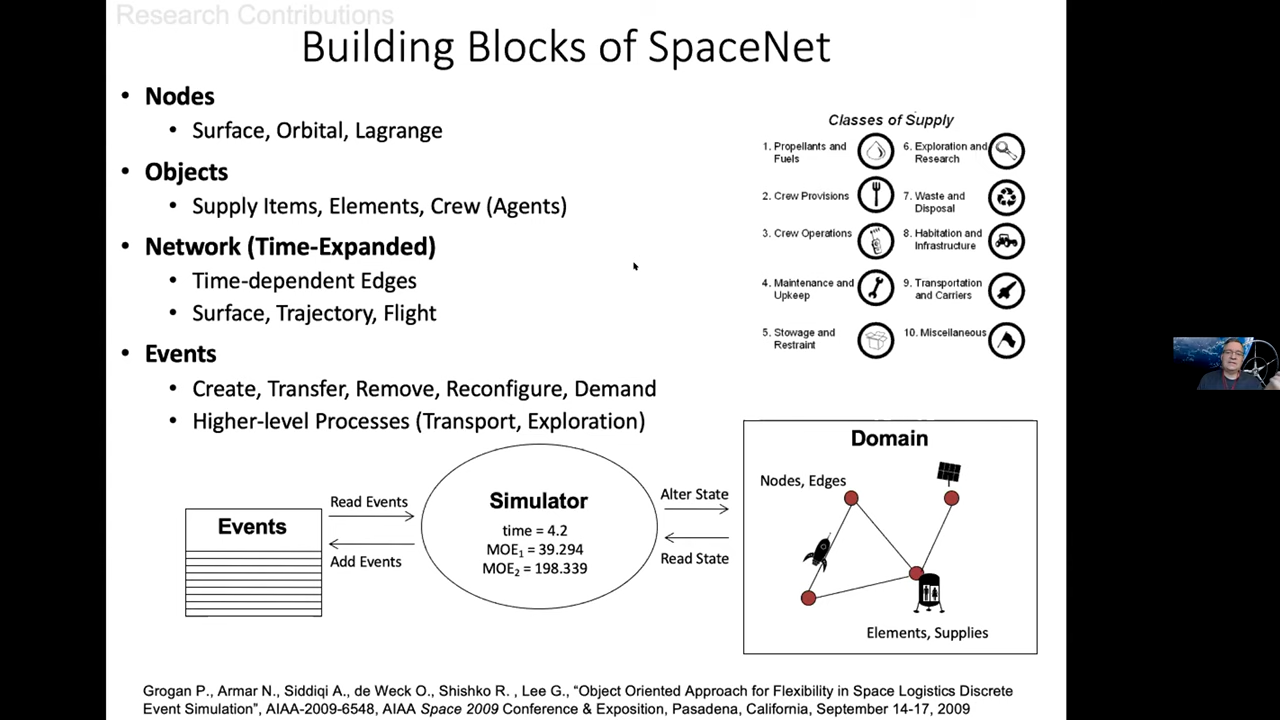 Research Contributions
Building Blocks of SpaceNet
• Nodes
• Surface, Orbital, Lagrange
• Objects
• Supply Items, Elements, Crew (Agents)
• Network (Time-Expanded)
• Time-dependent Edges
• Surface, Trajectory, Flight
• Events
• Create, Transfer, Remove, Reconfigure, Demand
• Higher-level Processes (Transport, Exploration)
Classes of Supply
1. Propellants and
Fuels
2. Crew Provisions
3. Crew Operations
4. Maintenance and
Upkeep
5. Stowage and
Restraint
6. Exploration and
Research
7. Waste and
Disposal
8. Habitation and
Infrastructure
9. Transportation
and Carriers
10. Miscellaneous
Events
Read Events
Add Events
Simulator
time = 4.2
MOE₁ = 39.294
MOE₂ = 198.339
Alter State
Read State
Domain
Nodes, Edges
Elements, Supplies
Grogan P., Armar N., Siddiqi A., de Weck O., Shishko R. , Lee G., “Object Oriented Approach for Flexibility in Space Logistics Discrete
Event Simulation”, AIAA-2009-6548, AIAA Space 2009 Conference & Exposition, Pasadena, California, September 14-17, 2009